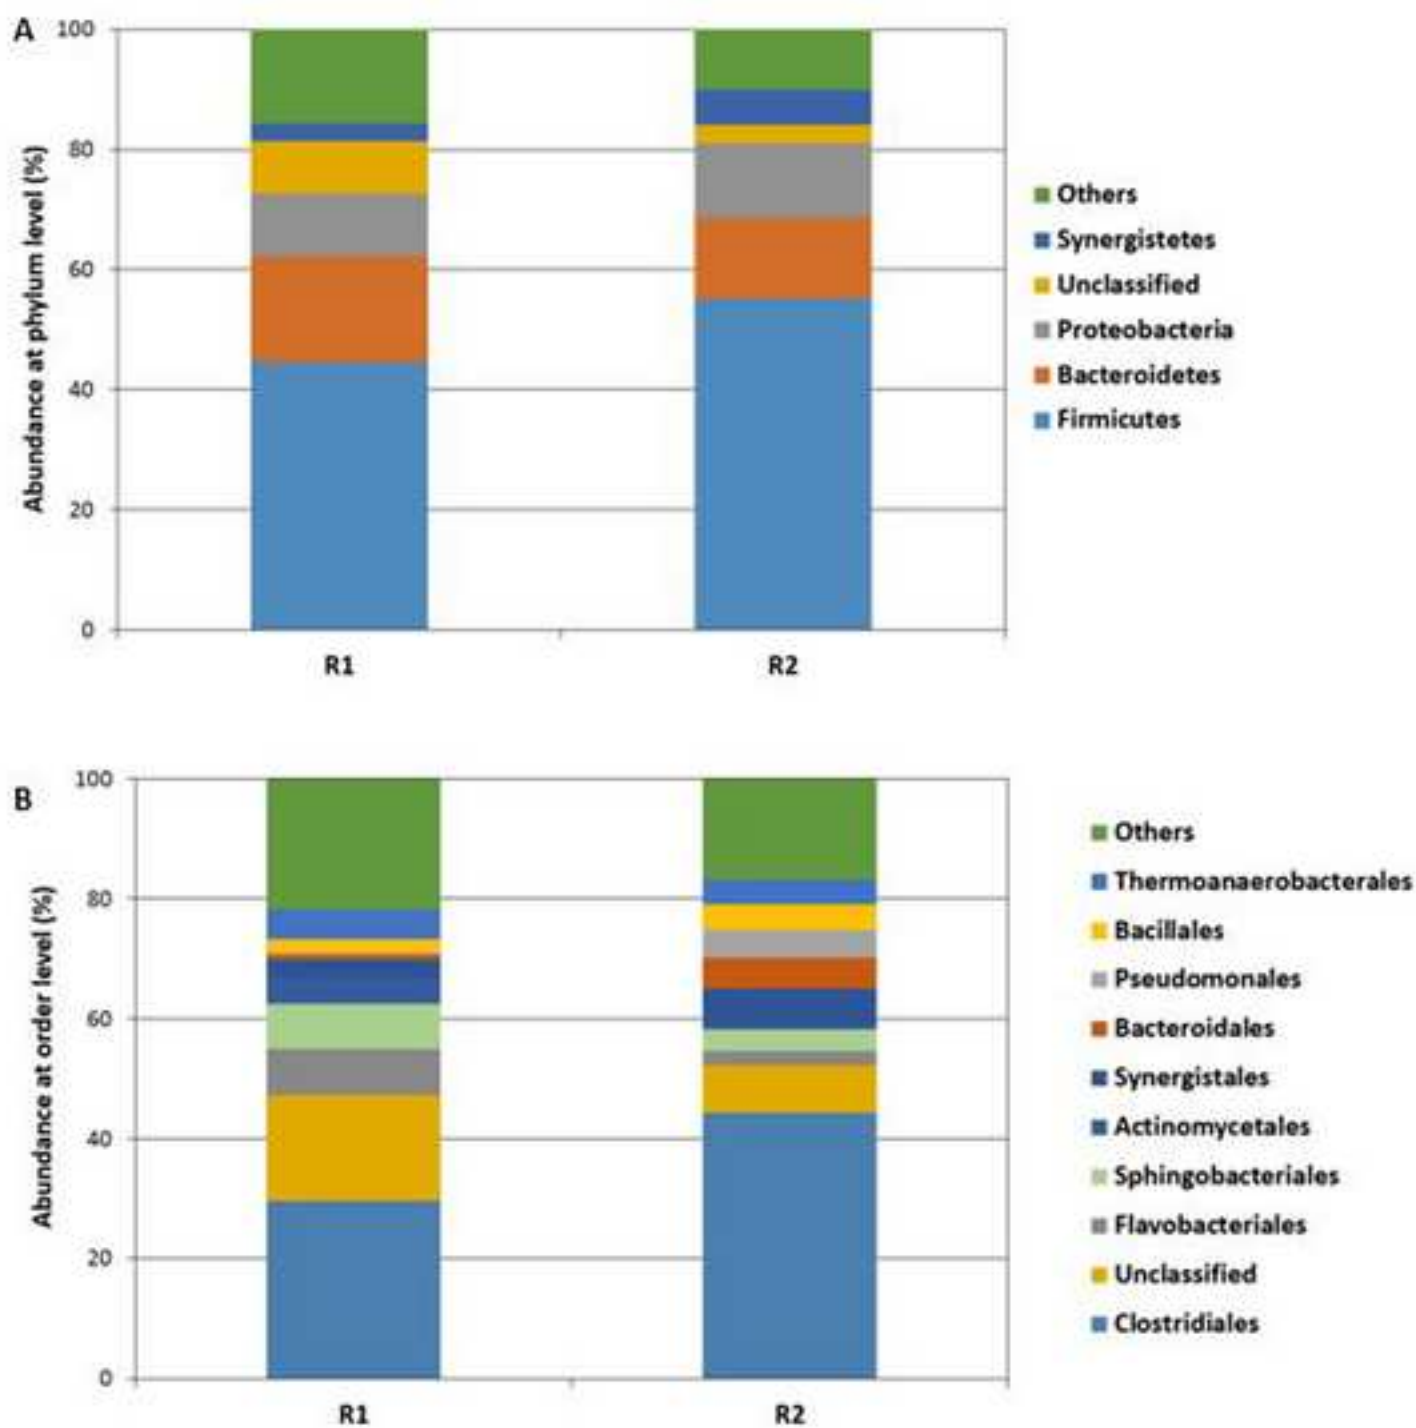 A
100
80
60
40
20
0
Abundance at phylum level (%)
R1
R2
Others
Synergistetes
Unclassified
Proteobacteria
Bacteroidetes
Firmicutes
B
100
80
60
40
20
0
Abundance at order level (%)
R1
R2
Others
Thermoanaerobacterales
Bacillales
Pseudomonales
Bacteroidales
Synergistales
Actinomycetales
Sphingobacteriales
Flavobacteriales
Unclassified
Clostridiales